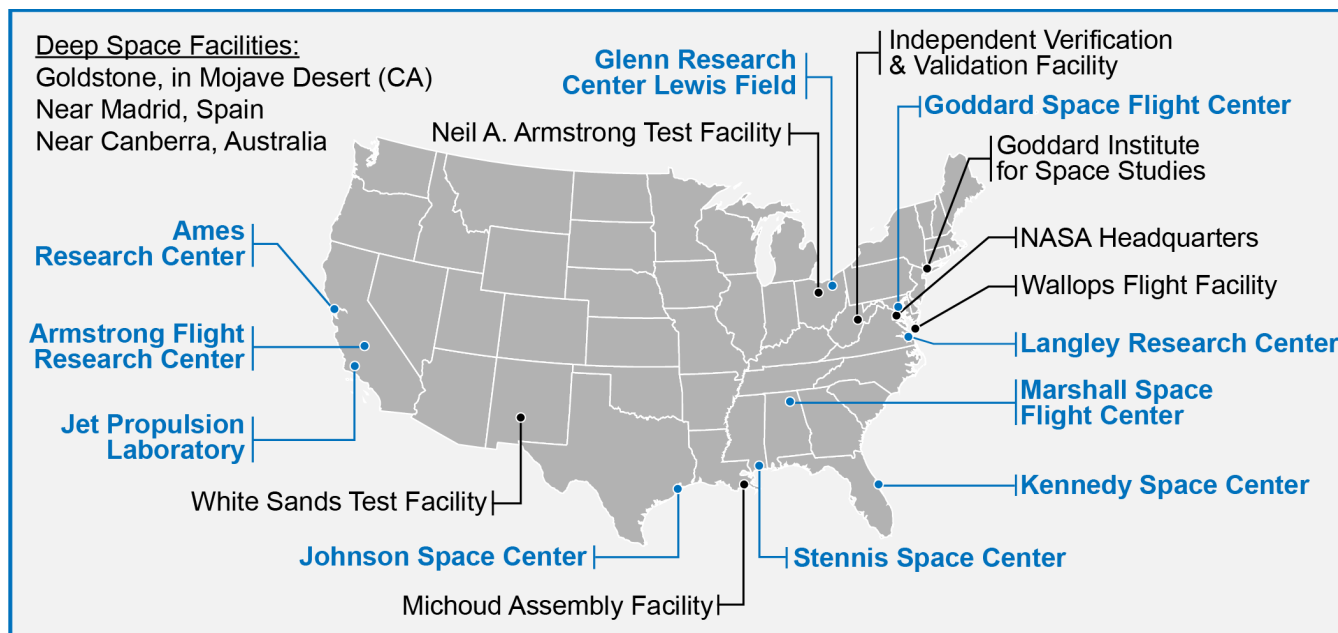 Deep Space Facilities:
Goldstone, in Mojave Desert (CA)
Near Madrid, Spain
Near Canberra, Australia
Glenn Research
Center Lewis Field
Independent Verification
& Validation Facility
Goddard Space Flight Center
Neil A. Armstrong Test Facility
Goddard Institute
for Space Studies
Ames
Research Center
NASA Headquarters
Wallops Flight Facility
Armstrong Flight
Research Center
Langley Research Center
Marshall Space
Flight Center
Jet Propulsion
Laboratory
White Sands Test Facility
Kennedy Space Center
Johnson Space Center
Stennis Space Center
Michoud Assembly Facility